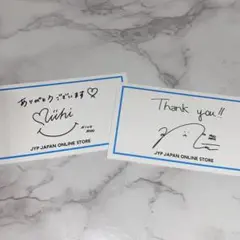 ありがとうございます♡
JYP JAPAN ONLINE STORE
Thank you!!
JYP JAPAN ONLINE STORE